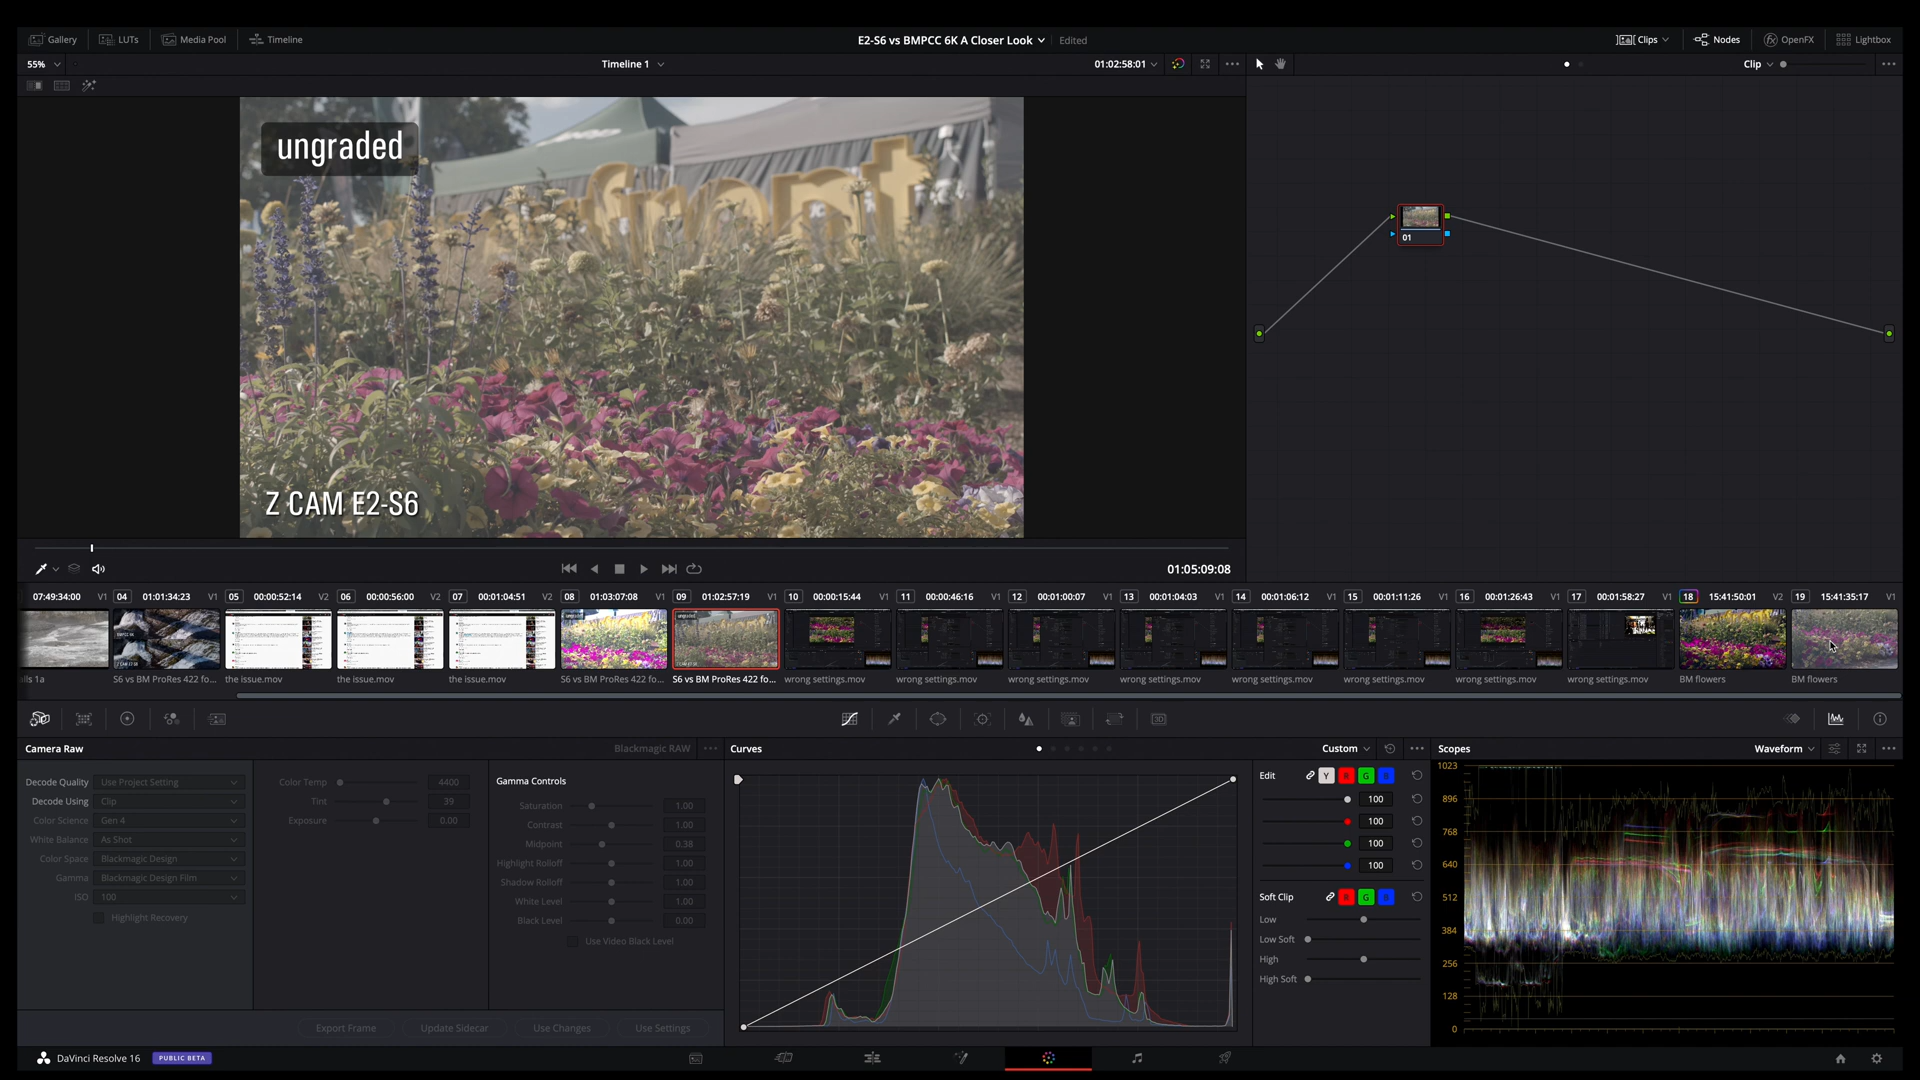 Gallery LUTs Media Pool Timeline E2-S6 vs BMPCC 6K A Closer Look Edited Clips Nodes OpenFX Lightbox
55% Timeline 1 01:02:58:01 Clip
ungraded
Z CAM E2-S6
01
01:05:09:08
07:49:34:00 V1 04 01:01:34:23 V1 05 00:00:52:14 V2 06 00:00:56:00 V2 07 00:01:04:51 V2 08 01:03:07:08 V1 09 01:02:57:19 V1 10 00:00:15:44 V1 11 00:00:46:16 V1 12 00:01:00:07 V1 13 00:01:04:03 V1 14 00:01:06:12 V1 15 00:01:11:26 V1 16 00:01:26:43 V1 17 00:01:58:27 V1 18 15:41:50:01 V1 19 15:41:35:17 V1
lls 1a S6 vs BM ProRes 422 fo... the issue.mov the issue.mov the issue.mov S6 vs BM ProRes 422 fo... S6 vs BM ProRes 422 fo... wrong settings.mov wrong settings.mov wrong settings.mov wrong settings.mov wrong settings.mov wrong settings.mov wrong settings.mov wrong settings.mov BM flowers BM flowers
Camera Raw Blackmagic RAW Curves Custom Scopes Waveform
Decode Quality Use Project Setting
Decode Using Clip
Color Science Gen 4
White Balance As Shot
Color Space Blackmagic Design
Gamma Blackmagic Design Film
ISO 100
Highlight Recovery
Color Temp 4400
Tint 39
Exposure 0.00
Gamma Controls
Saturation 1.00
Contrast 1.00
Midpoint 0.38
Highlight Rolloff 1.00
Shadow Rolloff 1.00
White Level 1.00
Black Level 0.00
Use Video Black Level
Export Frame Update Sidecar Use Changes Use Settings
Edit Y R G B
100
100
100
100
Soft Clip R G B
Low
Low Soft
High
High Soft
1023
896
768
640
512
384
256
128
0
DaVinci Resolve 16 PUBLIC BETA